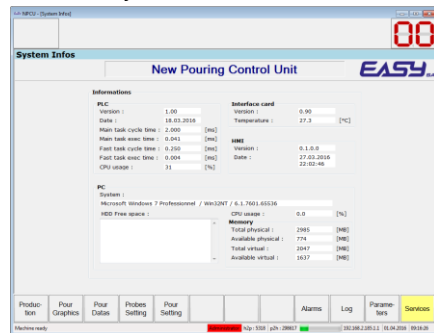 NPCU - [System Infos]
00
System Infos
New Pouring Control Unit
EASY
Informations
PLC
Version : 1.00
Date : 18.03.2016
Main task cycle time : 2.000 [ms]
Main task exec time : 0.041 [ms]
Fast task cycle time : 0.250 [ms]
Fast task exec time : 0.004 [ms]
CPU usage : 31 [%]
Interface card
Version : 0.90
Temperature : 27.3 [°C]
HMI
Version : 0.1.0.0
Date : 27.03.2016
22:02:46
PC
System :
Microsoft Windows 7 Professionnel / Win32NT / 6.1.7601.65536
HDD Free space :
CPU usage : 0.0 [%]
Memory
Total physical : 2985 [MB]
Available physical : 774 [MB]
Total virtual : 2047 [MB]
Available virtual : 1637 [MB]
Produc-
tion
Pour
Graphics
Pour
Datas
Probes
Setting
Pour
Setting
Alarms
Log
Parame-
ters
Services
Machine ready
01.04.2016